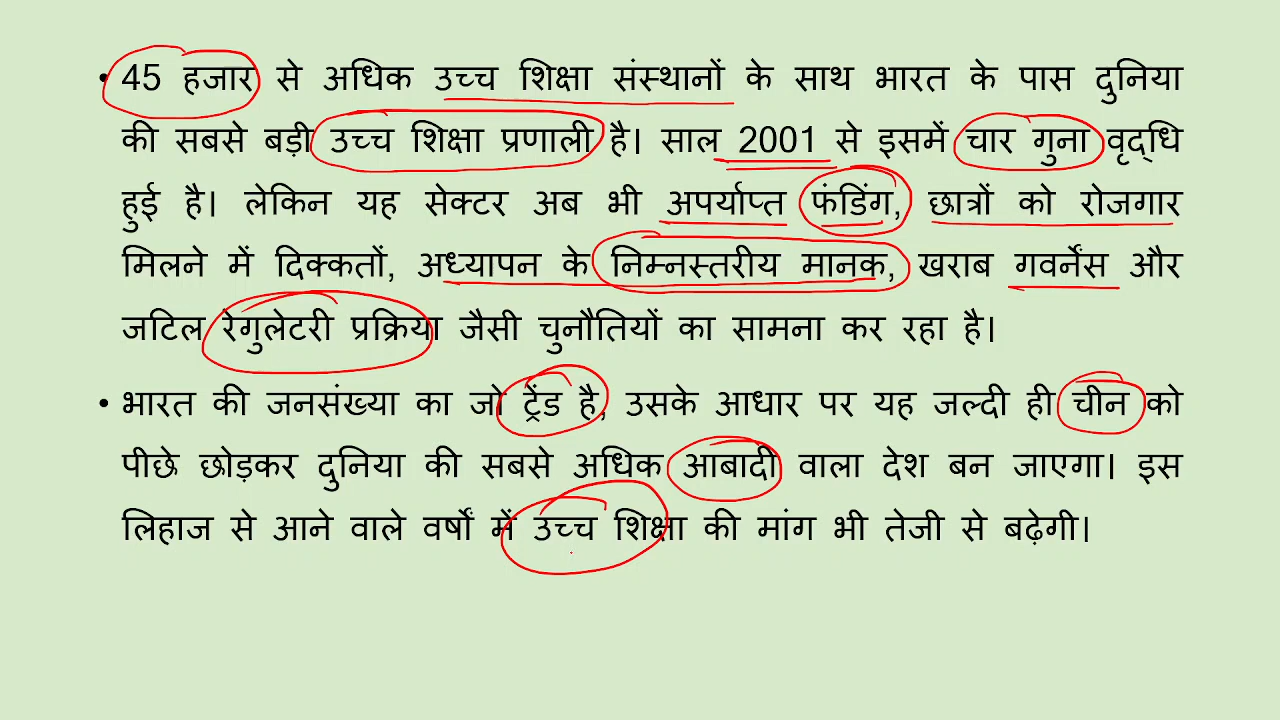 • 45 हजार से अधिक उच्च शिक्षा संस्थानों के साथ भारत के पास दुनिया
की सबसे बड़ी उच्च शिक्षा प्रणाली है। साल 2001 से इसमें चार गुना वृद्धि
हुई है। लेकिन यह सेक्टर अब भी अपर्याप्त फंडिंग, छात्रों को रोजगार
मिलने में दिक्कतों, अध्यापन के निम्नस्तरीय मानक, खराब गवर्नेंस और
जटिल रेगुलेटरी प्रक्रिया जैसी चुनौतियों का सामना कर रहा है।
• भारत की जनसंख्या का जो ट्रेंड है, उसके आधार पर यह जल्दी ही चीन को
पीछे छोड़कर दुनिया की सबसे अधिक आबादी वाला देश बन जाएगा। इस
लिहाज से आने वाले वर्षों में उच्च शिक्षा की मांग भी तेजी से बढ़ेगी।